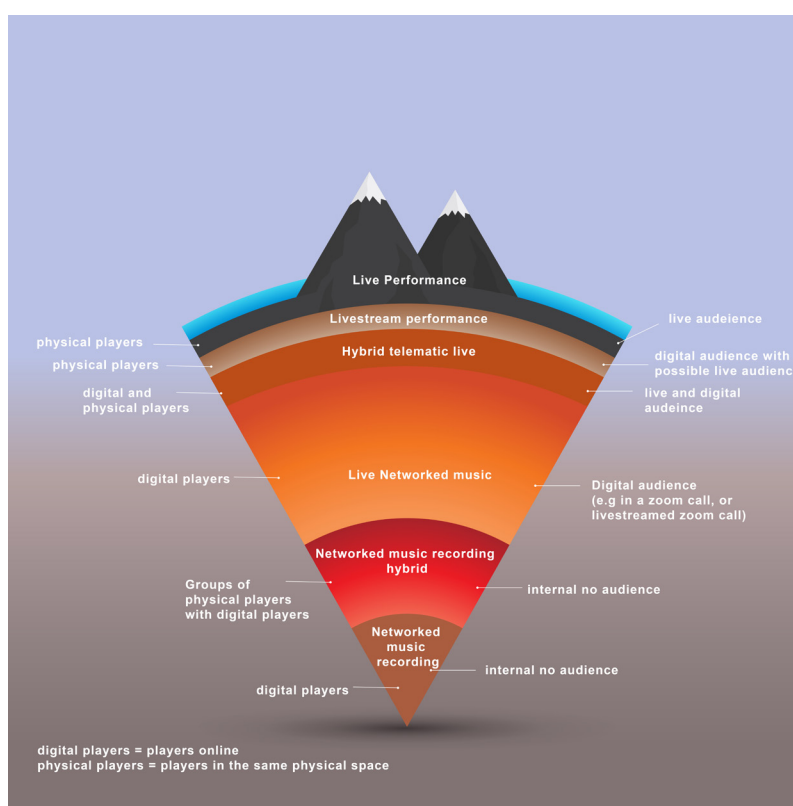 Live Performance
live audeience
Livestream performance
physical players
Hybrid telematic live
physical players
digital audience with
possible live audienc
digital and
physical players
live and digital
audeince
Live Networked music
digital players
Digital audience
(e.g in a zoom call, or
livestreamed zoom call)
Networked music recording
hybrid
Groups of
physical players
with digital players
internal no audience
Networked
music
recording
internal no audience
digital players
digital players = players online
physical players = players in the same physical space